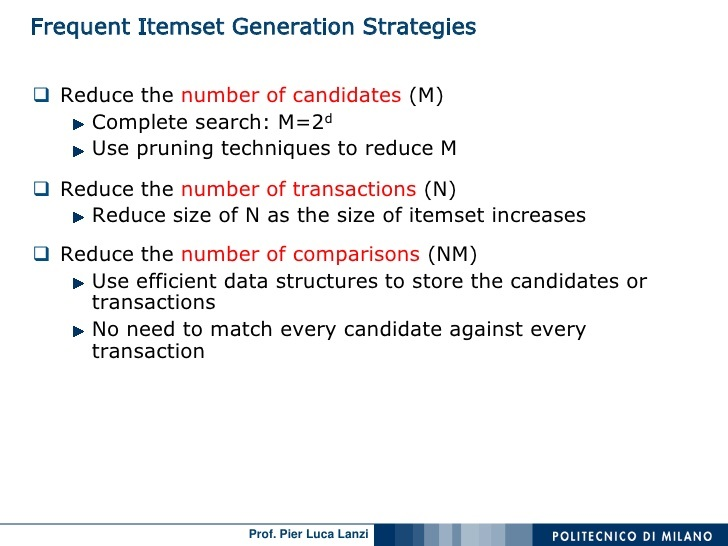 Frequent Itemset Generation Strategies
❑ Reduce the number of candidates (M)
▶ Complete search: M=2ᵈ
▶ Use pruning techniques to reduce M
❑ Reduce the number of transactions (N)
▶ Reduce size of N as the size of itemset increases
❑ Reduce the number of comparisons (NM)
▶ Use efficient data structures to store the candidates or
transactions
▶ No need to match every candidate against every
transaction
Prof. Pier Luca Lanzi
POLITECNICO DI MILANO